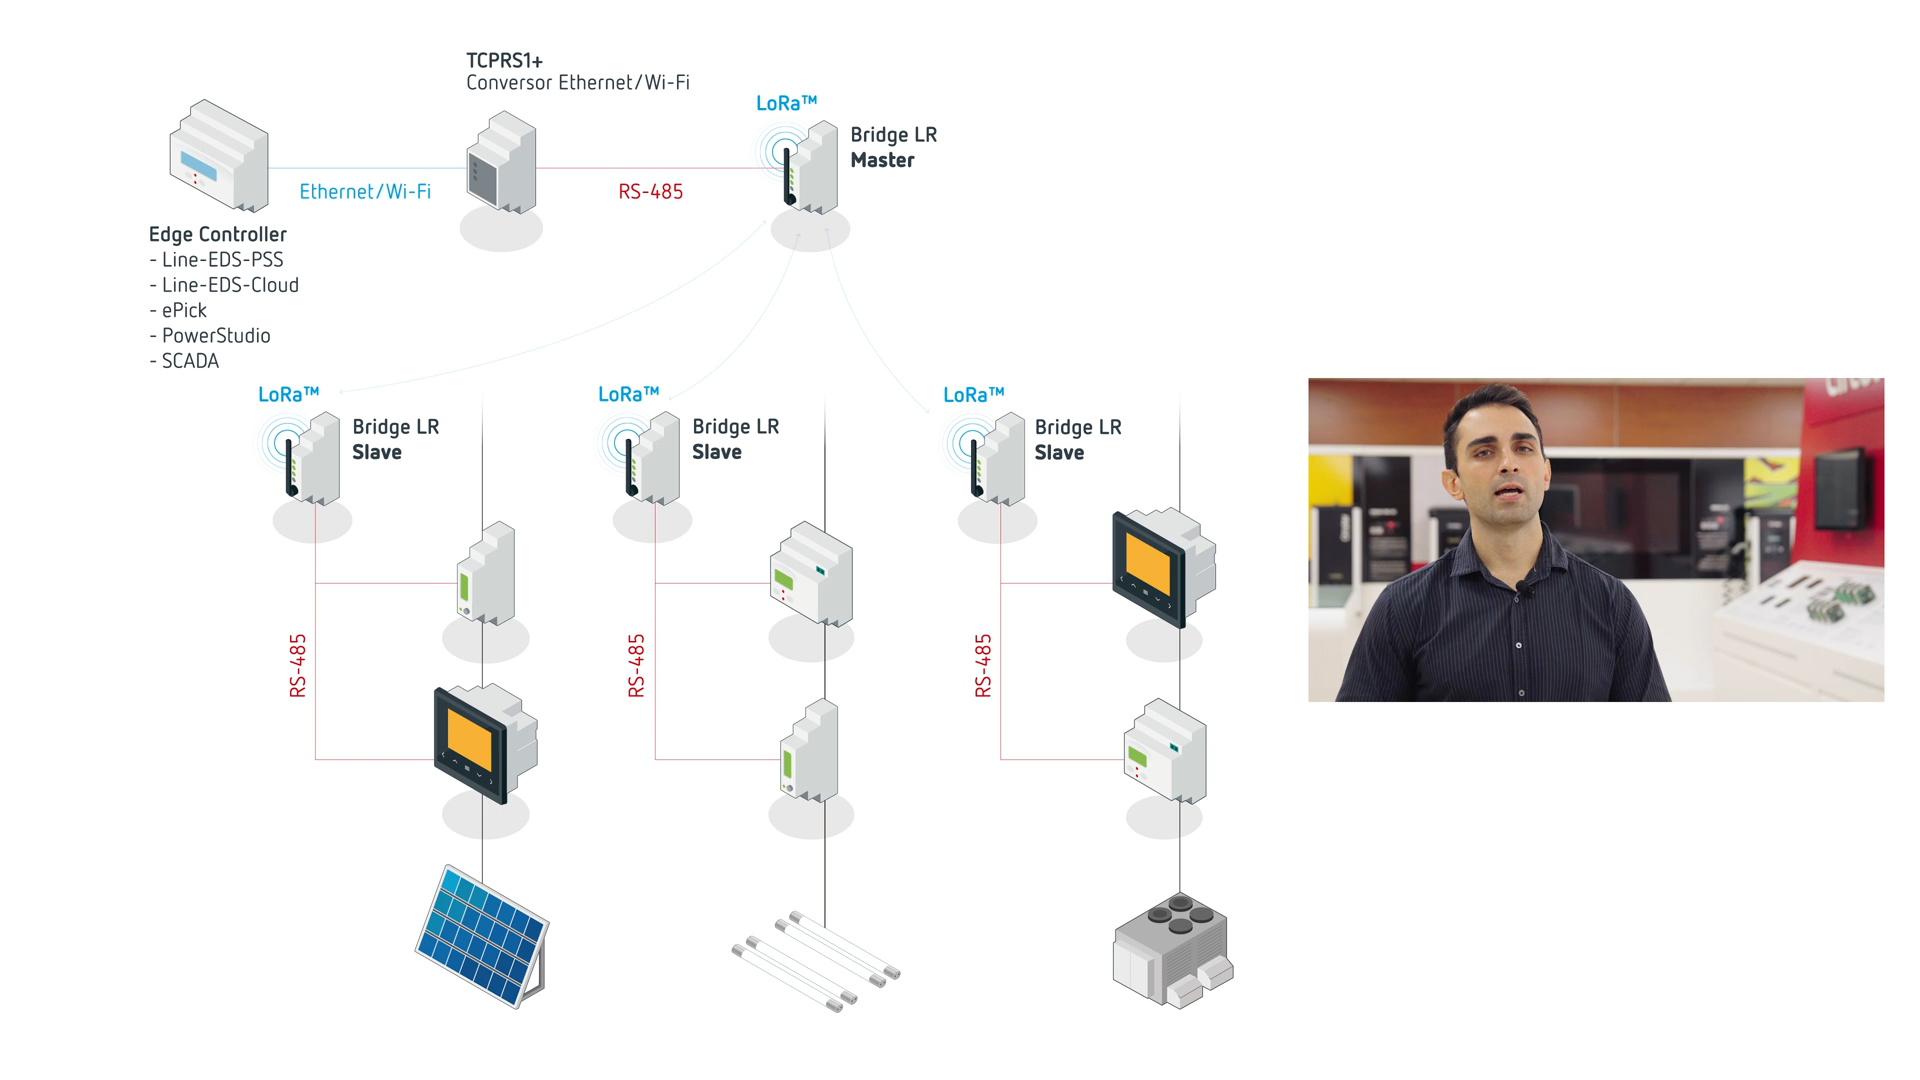 TCPRS1+
Conversor Ethernet/Wi-Fi
LoRa™
Bridge LR
Master
Ethernet/Wi-Fi
RS-485
Edge Controller
- Line-EDS-PSS
- Line-EDS-Cloud
- ePick
- PowerStudio
- SCADA
LoRa™
Bridge LR
Slave
LoRa™
Bridge LR
Slave
LoRa™
Bridge LR
Slave
RS-485
RS-485
RS-485